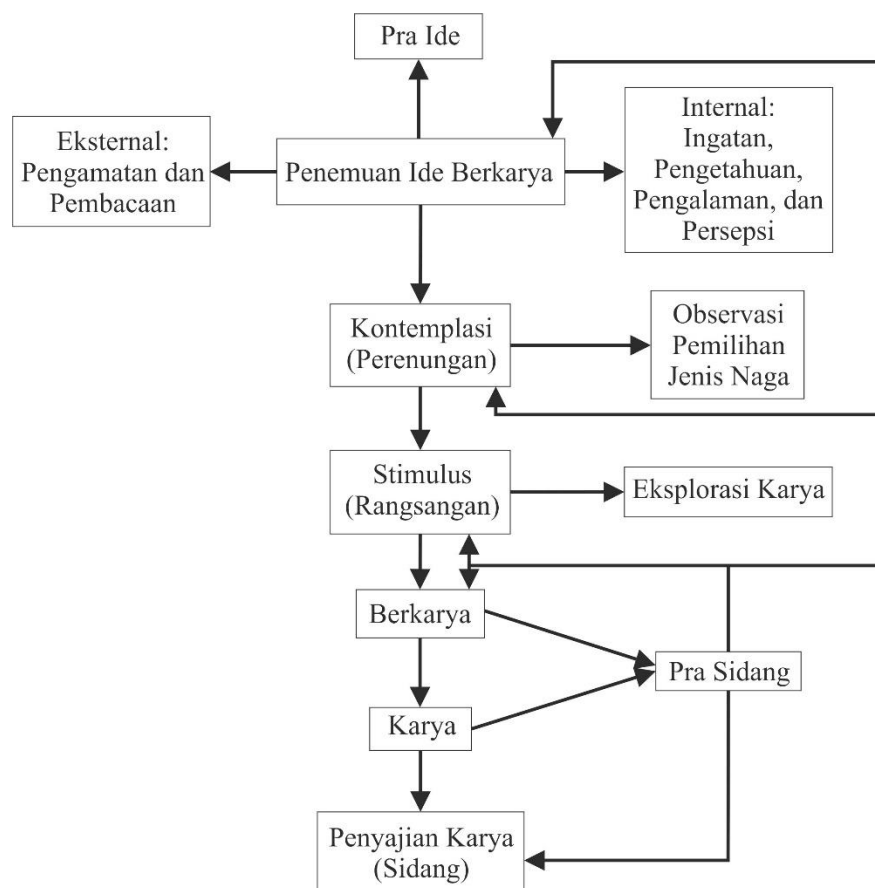 Pra Ide
Eksternal:
Pengamatan dan
Pembacaan
Penemuan Ide Berkarya
Internal:
Ingatan,
Pengetahuan,
Pengalaman, dan
Persepsi
Kontemplasi
(Perenungan)
Observasi
Pemilihan
Jenis Naga
Stimulus
(Rangsangan)
Eksplorasi Karya
Berkarya
Pra Sidang
Karya
Penyajian Karya
(Sidang)